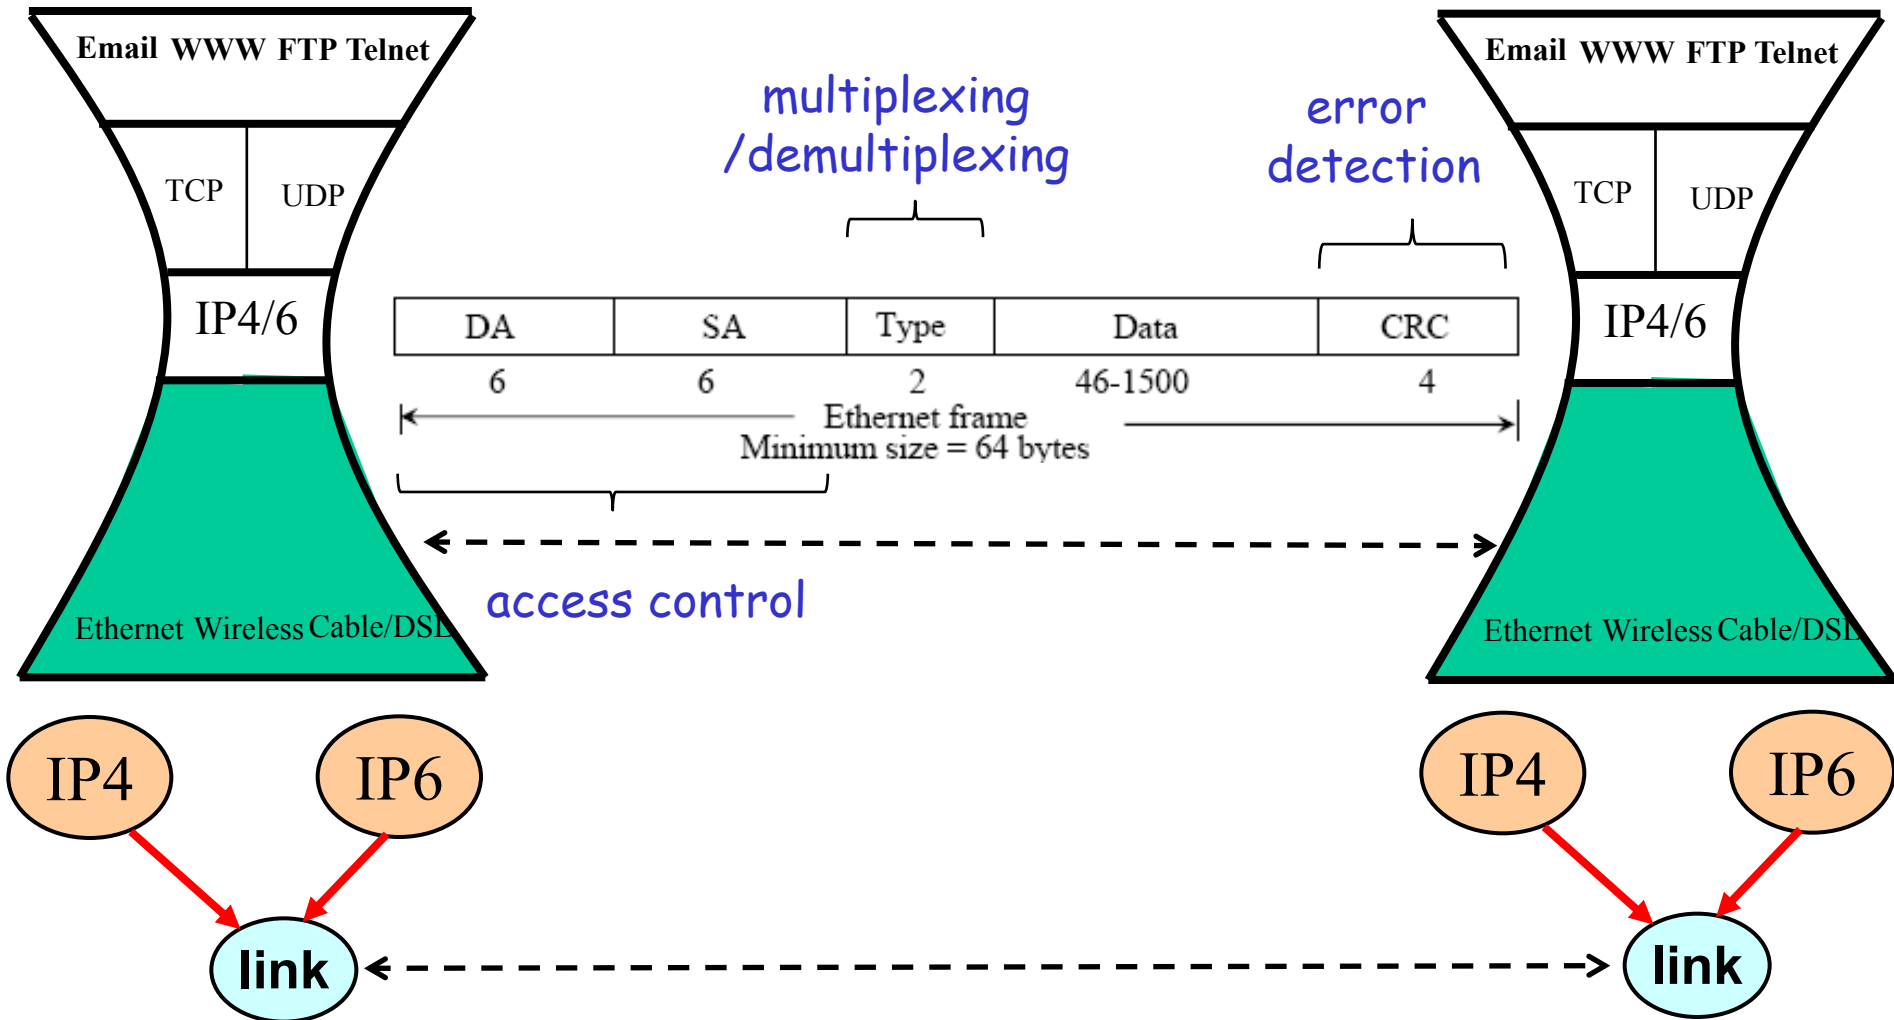 Email WWW FTP Telnet
TCP UDP
IP4/6
Ethernet Wireless Cable/DSL
multiplexing
/demultiplexing
error
detection
DA SA Type Data CRC
6 6 2 46-1500 4
Ethernet frame
Minimum size = 64 bytes
access control
Email WWW FTP Telnet
TCP UDP
IP4/6
Ethernet Wireless Cable/DSL
IP4 IP6
link
IP4 IP6
link